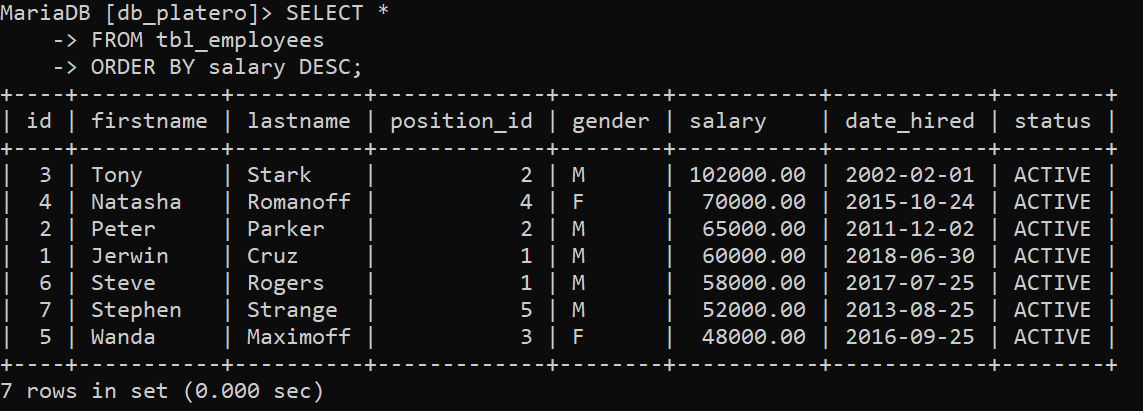 MariaDB [db_platero]> SELECT *
    -> FROM tbl_employees
    -> ORDER BY salary DESC;
+----+-----------+----------+-------------+--------+-----------+------------+--------+
| id | firstname | lastname | position_id | gender | salary    | date_hired | status |
+----+-----------+----------+-------------+--------+-----------+------------+--------+
|  3 | Tony      | Stark    |           2 | M      | 102000.00 | 2002-02-01 | ACTIVE |
|  4 | Natasha   | Romanoff |           4 | F      |  70000.00 | 2015-10-24 | ACTIVE |
|  2 | Peter     | Parker   |           2 | M      |  65000.00 | 2011-12-02 | ACTIVE |
|  1 | Jerwin    | Cruz     |           1 | M      |  60000.00 | 2018-06-30 | ACTIVE |
|  6 | Steve     | Rogers   |           1 | M      |  58000.00 | 2017-07-25 | ACTIVE |
|  7 | Stephen   | Strange  |           5 | M      |  52000.00 | 2013-08-25 | ACTIVE |
|  5 | Wanda     | Maximoff |           3 | F      |  48000.00 | 2016-09-25 | ACTIVE |
+----+-----------+----------+-------------+--------+-----------+------------+--------+
7 rows in set (0.000 sec)